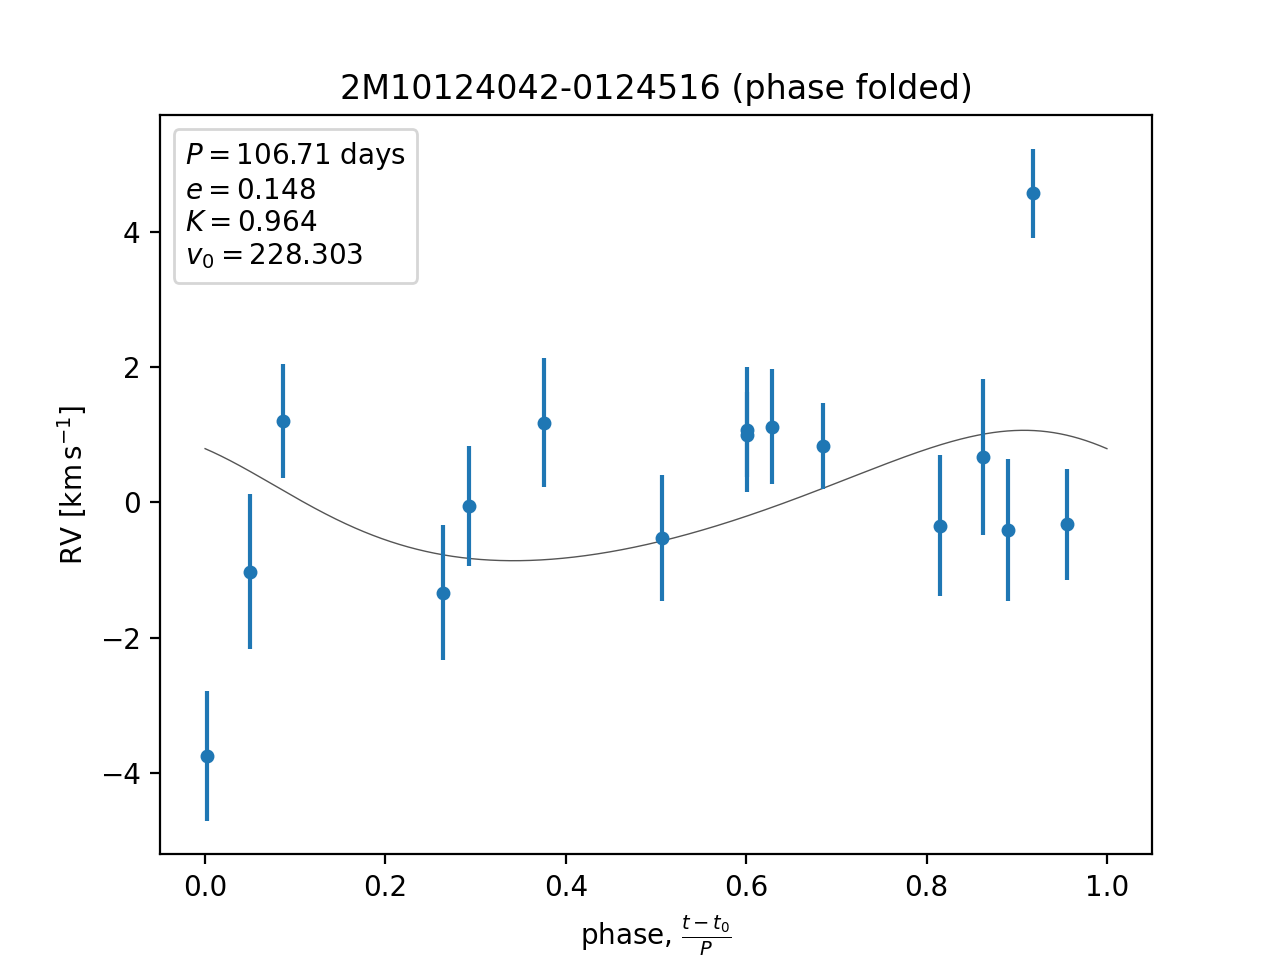 2M10124042-0124516 (phase folded)
P = 106.71 days
e = 0.148
K = 0.964
v₀ = 228.303
4
2
0
−2
−4
RV [km s⁻¹]
0.0 0.2 0.4 0.6 0.8 1.0
phase, (t − t₀)/P